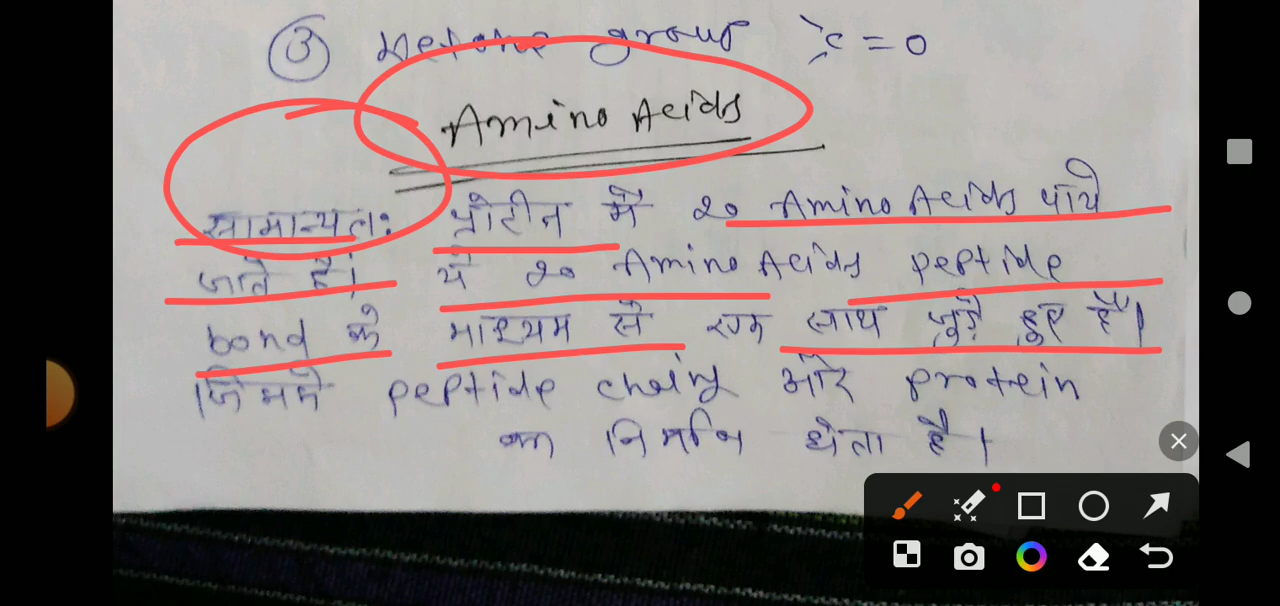 ③ Ketone group >c=0
Amino Acids
सामान्यतः प्रोटीन में 20 Amino Acids पाये
जाते है। ये 20 Amino Acids peptide
bond के माध्यम से एक साथ जुड़े हुए है।
जिससे peptide chain और protein
का निर्माण होता है।